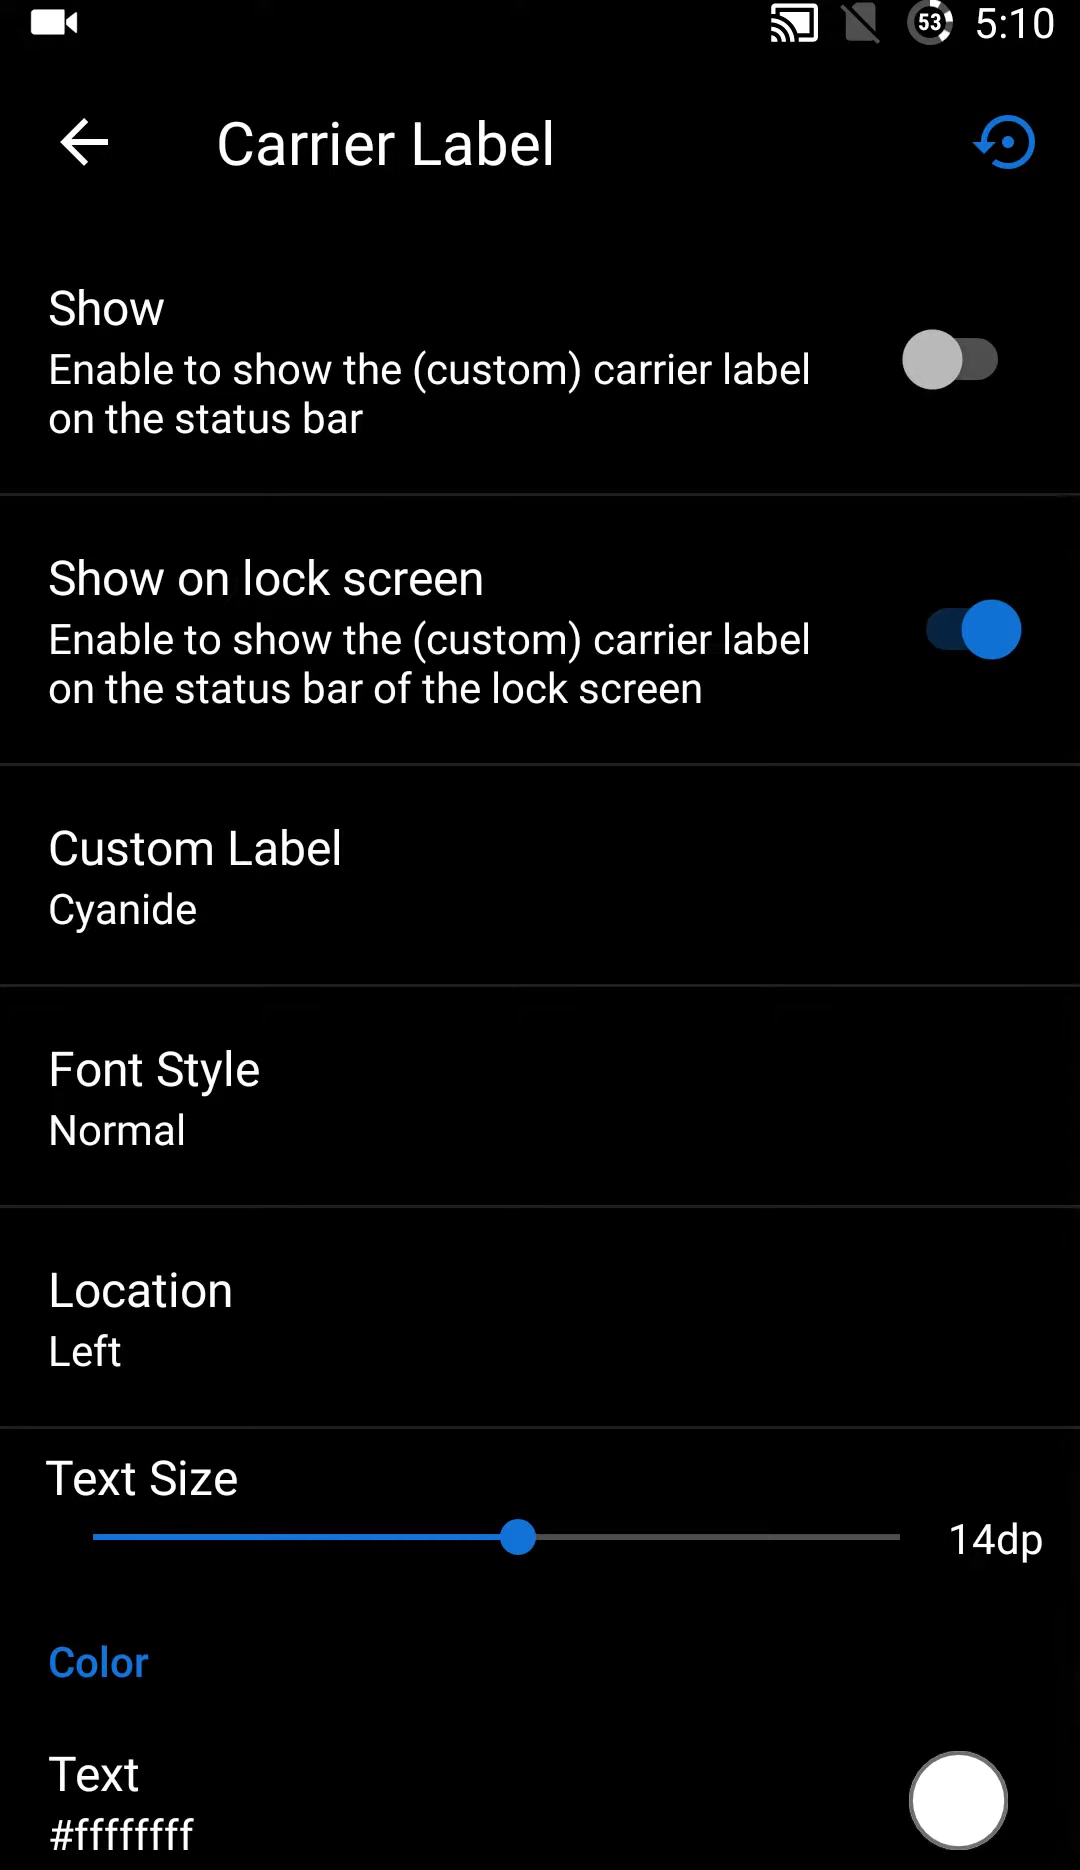 53 5:10
Carrier Label
Show
Enable to show the (custom) carrier label
on the status bar
Show on lock screen
Enable to show the (custom) carrier label
on the status bar of the lock screen
Custom Label
Cyanide
Font Style
Normal
Location
Left
Text Size
14dp
Color
Text
#ffffffff